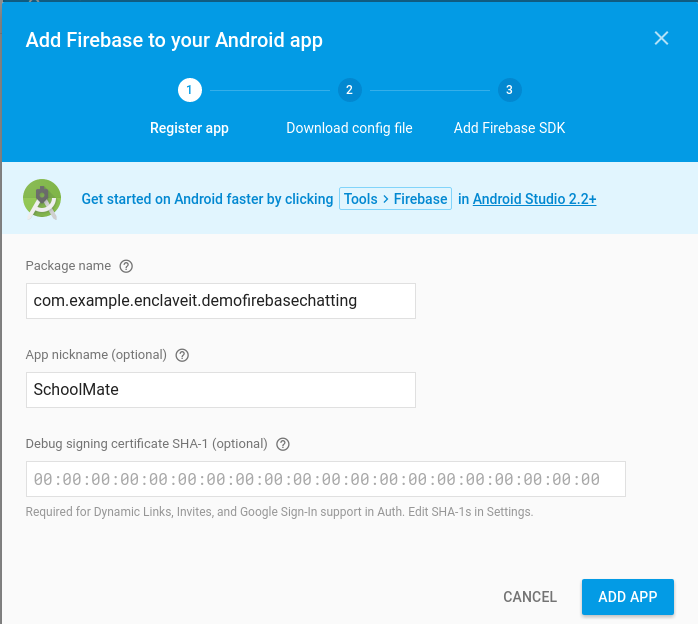 Add Firebase to your Android app
1 2 3
Register app Download config file Add Firebase SDK
Get started on Android faster by clicking Tools > Firebase in Android Studio 2.2+
Package name ?
com.example.enclaveit.demofirebasechatting
App nickname (optional) ?
SchoolMate
Debug signing certificate SHA-1 (optional) ?
00:00:00:00:00:00:00:00:00:00:00:00:00:00:00:00:00:00:00:00
Required for Dynamic Links, Invites, and Google Sign-In support in Auth. Edit SHA-1s in Settings.
CANCEL ADD APP